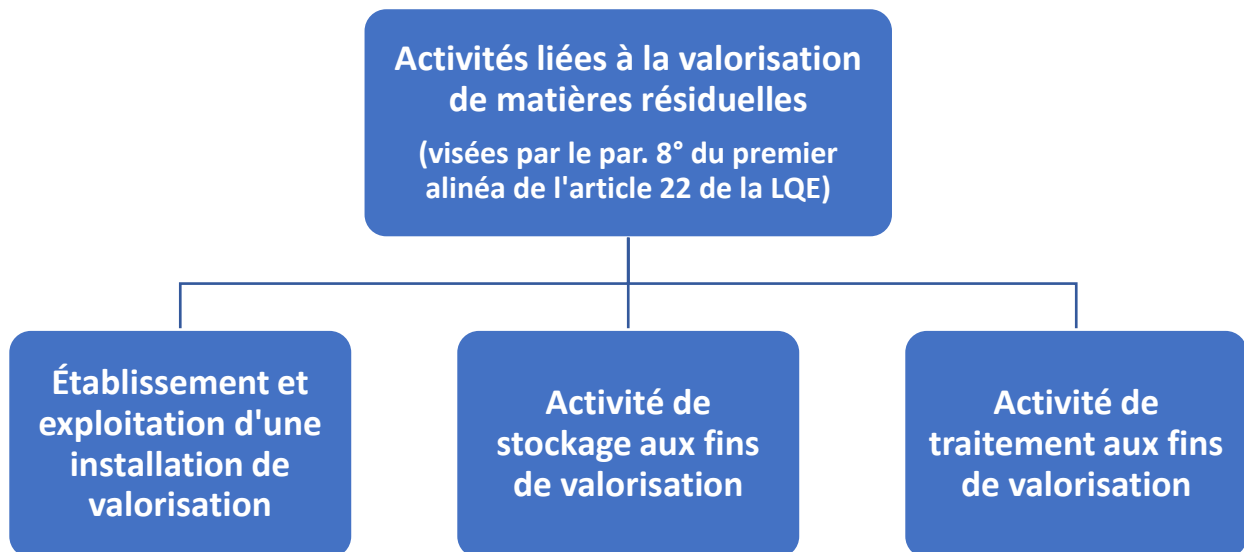 Activités liées à la valorisation
de matières résiduelles
(visées par le par. 8° du premier
alinéa de l'article 22 de la LQE)
Établissement et
exploitation d'une
installation de
valorisation
Activité de
stockage aux fins
de valorisation
Activité de
traitement aux fins
de valorisation